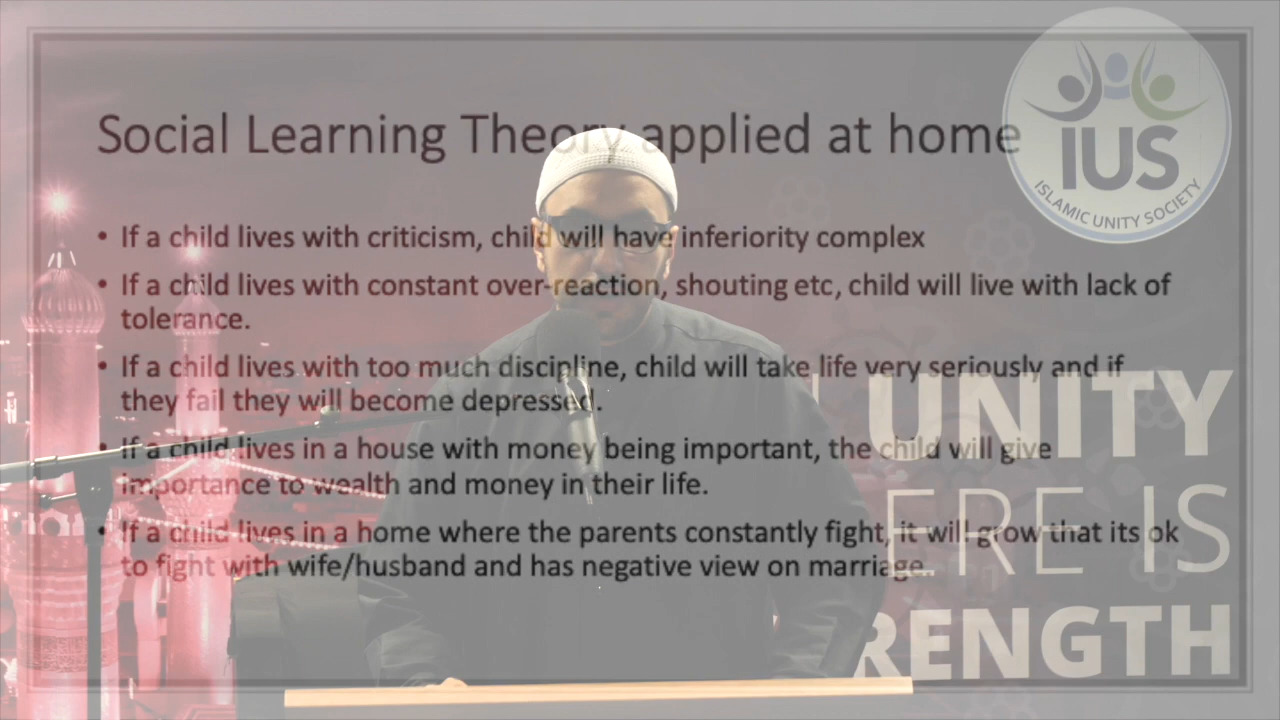 Social Learning Theory applied at home
• If a child lives with criticism, child will have inferiority complex
• If a child lives with constant over-reaction, shouting etc, child will live with lack of
tolerance.
• If a child lives with too much discipline, child will take life very seriously and if
they fail they will become depressed.
• If a child lives in a house with money being important, the child will give
importance to wealth and money in their life.
• If a child lives in a home where the parents constantly fight, it will grow that its ok
to fight with wife/husband and has negative view on marriage.
IUS
ISLAMIC UNITY SOCIETY
UNITY
ERE IS
RENGTH